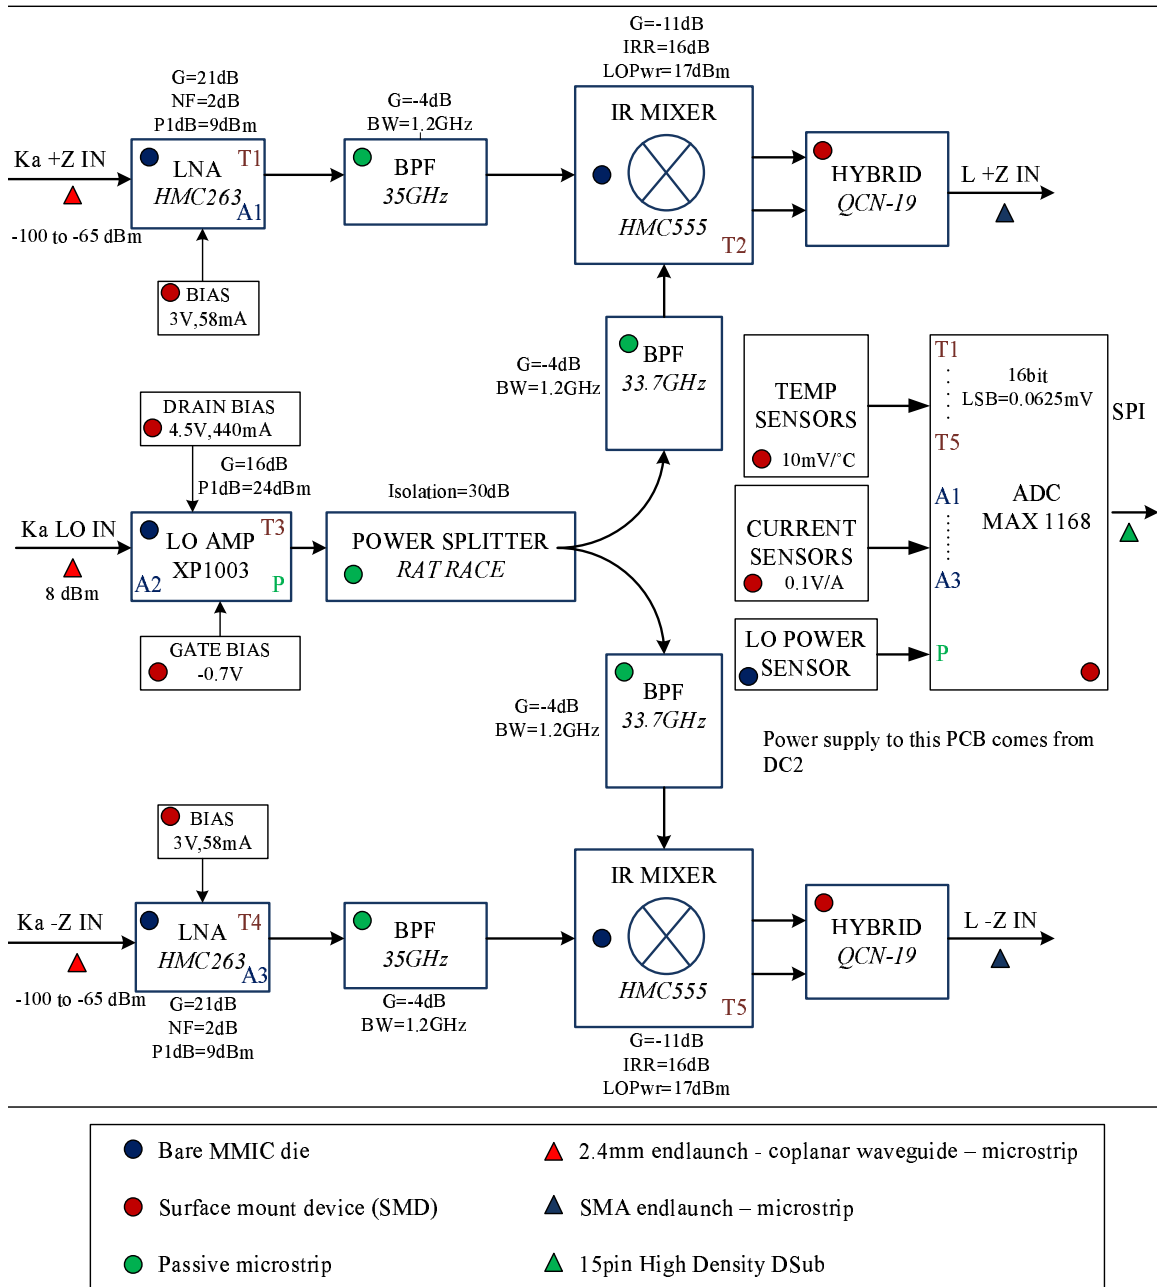 G=-11dB
IRR=16dB
LOPwr=17dBm
G=21dB
NF=2dB
P1dB=9dBm
G=-4dB
BW=1.2GHz
Ka +Z IN
-100 to -65 dBm
LNA
T1
HMC263
A1
BPF
35GHz
IR MIXER
HMC555
T2
HYBRID
QCN-19
L +Z IN
BIAS
3V,58mA
G=-4dB
BW=1.2GHz
BPF
33.7GHz
DRAIN BIAS
4.5V,440mA
G=16dB
P1dB=24dBm
Ka LO IN
8 dBm
LO AMP
T3
XP1003
A2
P
GATE BIAS
-0.7V
Isolation=30dB
POWER SPLITTER
RAT RACE
TEMP
SENSORS
10mV/°C
CURRENT
SENSORS
0.1V/A
LO POWER
SENSOR
T1
16bit
LSB=0.0625mV
T5
A1
ADC
MAX 1168
A3
P
SPI
G=-4dB
BW=1.2GHz
BPF
33.7GHz
Power supply to this PCB comes from
DC2
BIAS
3V,58mA
Ka -Z IN
-100 to -65 dBm
LNA
T4
HMC263
A3
G=21dB
NF=2dB
P1dB=9dBm
BPF
35GHz
G=-4dB
BW=1.2GHz
IR MIXER
HMC555
T5
G=-11dB
IRR=16dB
LOPwr=17dBm
HYBRID
QCN-19
L -Z IN
Bare MMIC die
2.4mm endlaunch - coplanar waveguide – microstrip
Surface mount device (SMD)
SMA endlaunch – microstrip
Passive microstrip
15pin High Density DSub